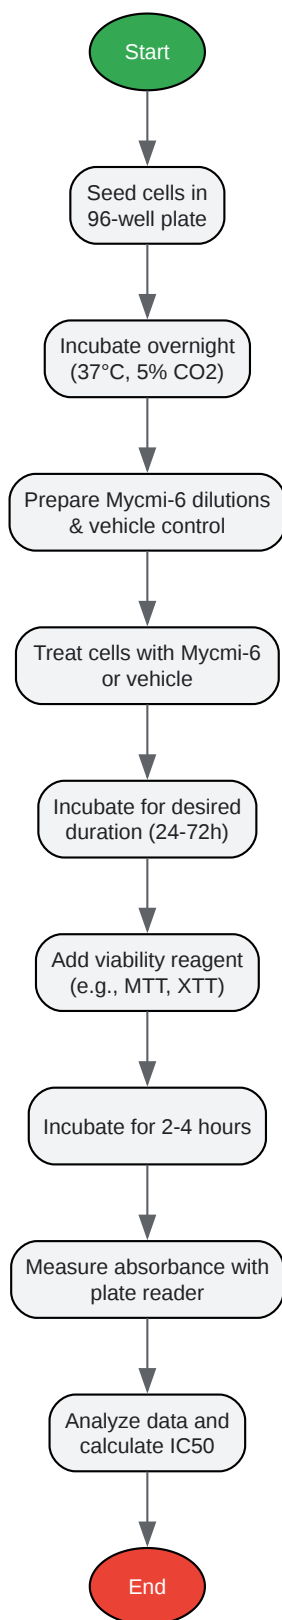 Start
Seed cells in
96-well plate
Incubate overnight
(37°C, 5% CO2)
Prepare Mycmi-6 dilutions
& vehicle control
Treat cells with Mycmi-6
or vehicle
Incubate for desired
duration (24-72h)
Add viability reagent
(e.g., MTT, XTT)
Incubate for 2-4 hours
Measure absorbance with
plate reader
Analyze data and
calculate IC50
End